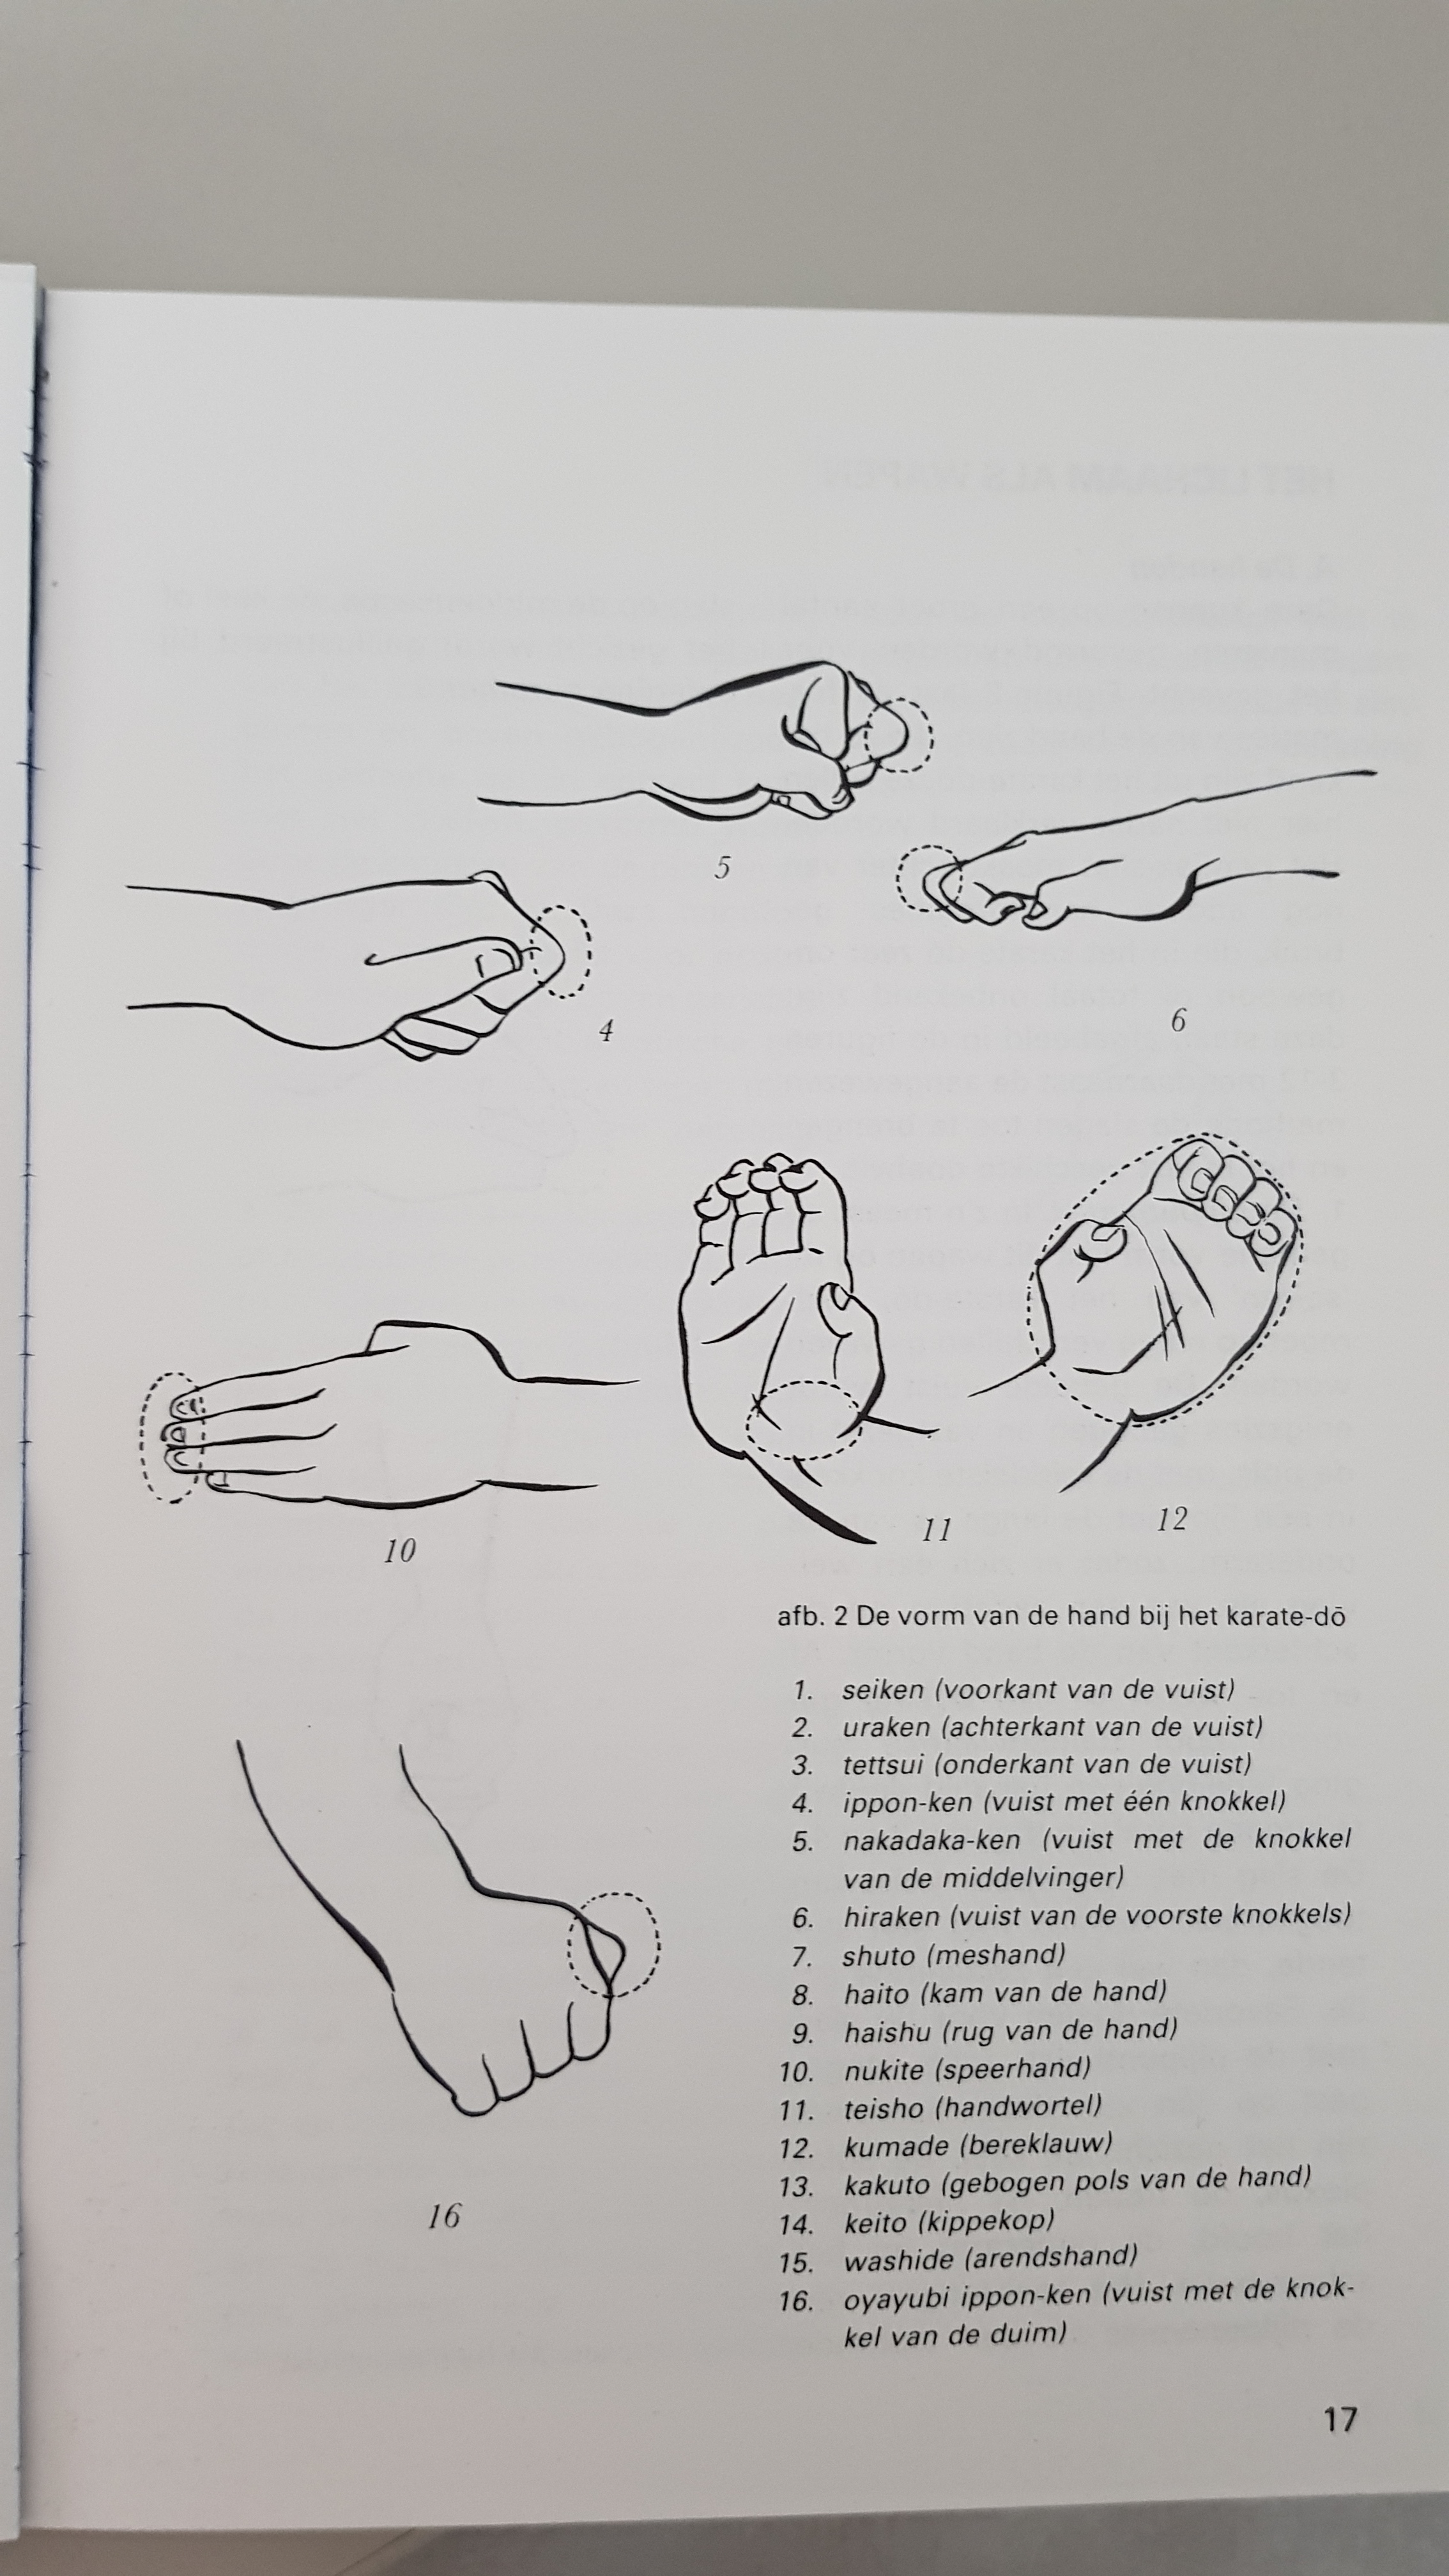 5
4
6
10
11
12
afb. 2 De vorm van de hand bij het karate-dō
1. seiken (voorkant van de vuist)
2. uraken (achterkant van de vuist)
3. tettsui (onderkant van de vuist)
4. ippon-ken (vuist met één knokkel)
5. nakadaka-ken (vuist met de knokkel
van de middelvinger)
6. hiraken (vuist van de voorste knokkels)
7. shuto (meshand)
8. haito (kam van de hand)
9. haishu (rug van de hand)
10. nukite (speerhand)
11. teisho (handwortel)
12. kumade (bereklauw)
13. kakuto (gebogen pols van de hand)
14. keito (kippekop)
15. washide (arendshand)
16. oyayubi ippon-ken (vuist met de knok-
kel van de duim)
16
17